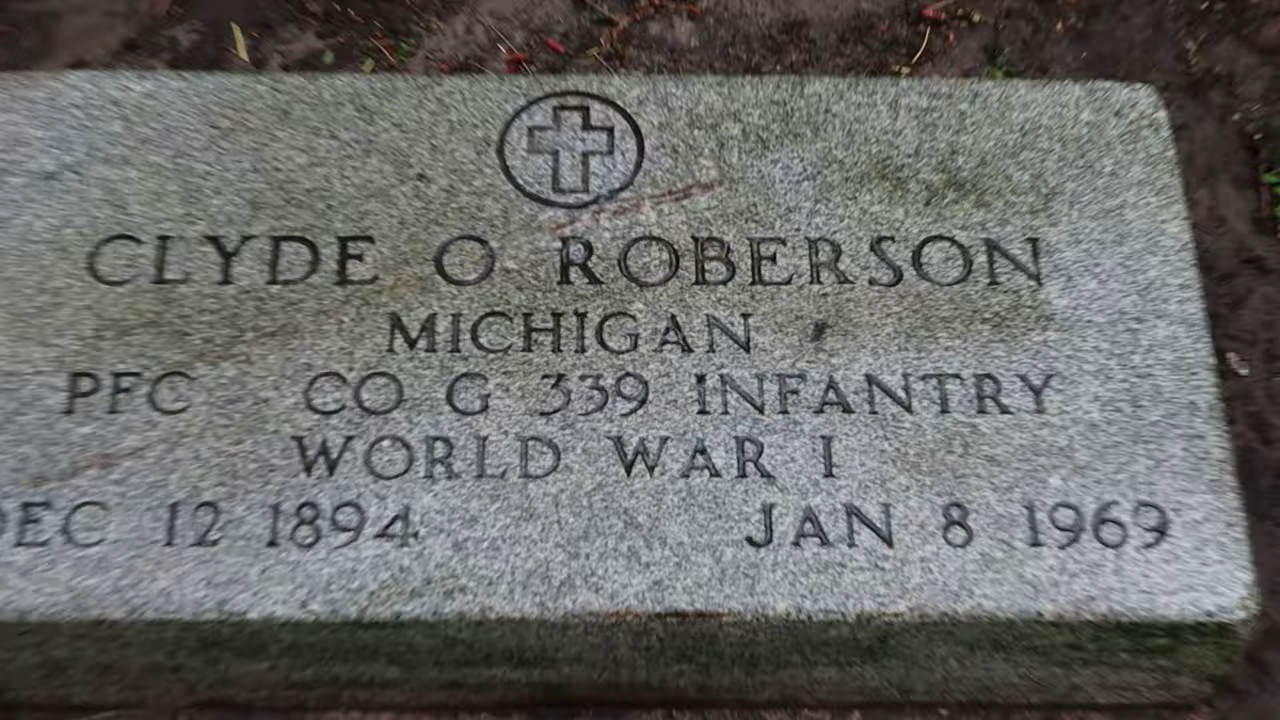 CLYDE O ROBERSON
MICHIGAN
PFC CO G 339 INFANTRY
WORLD WAR I
DEC 12 1894 JAN 8 1969